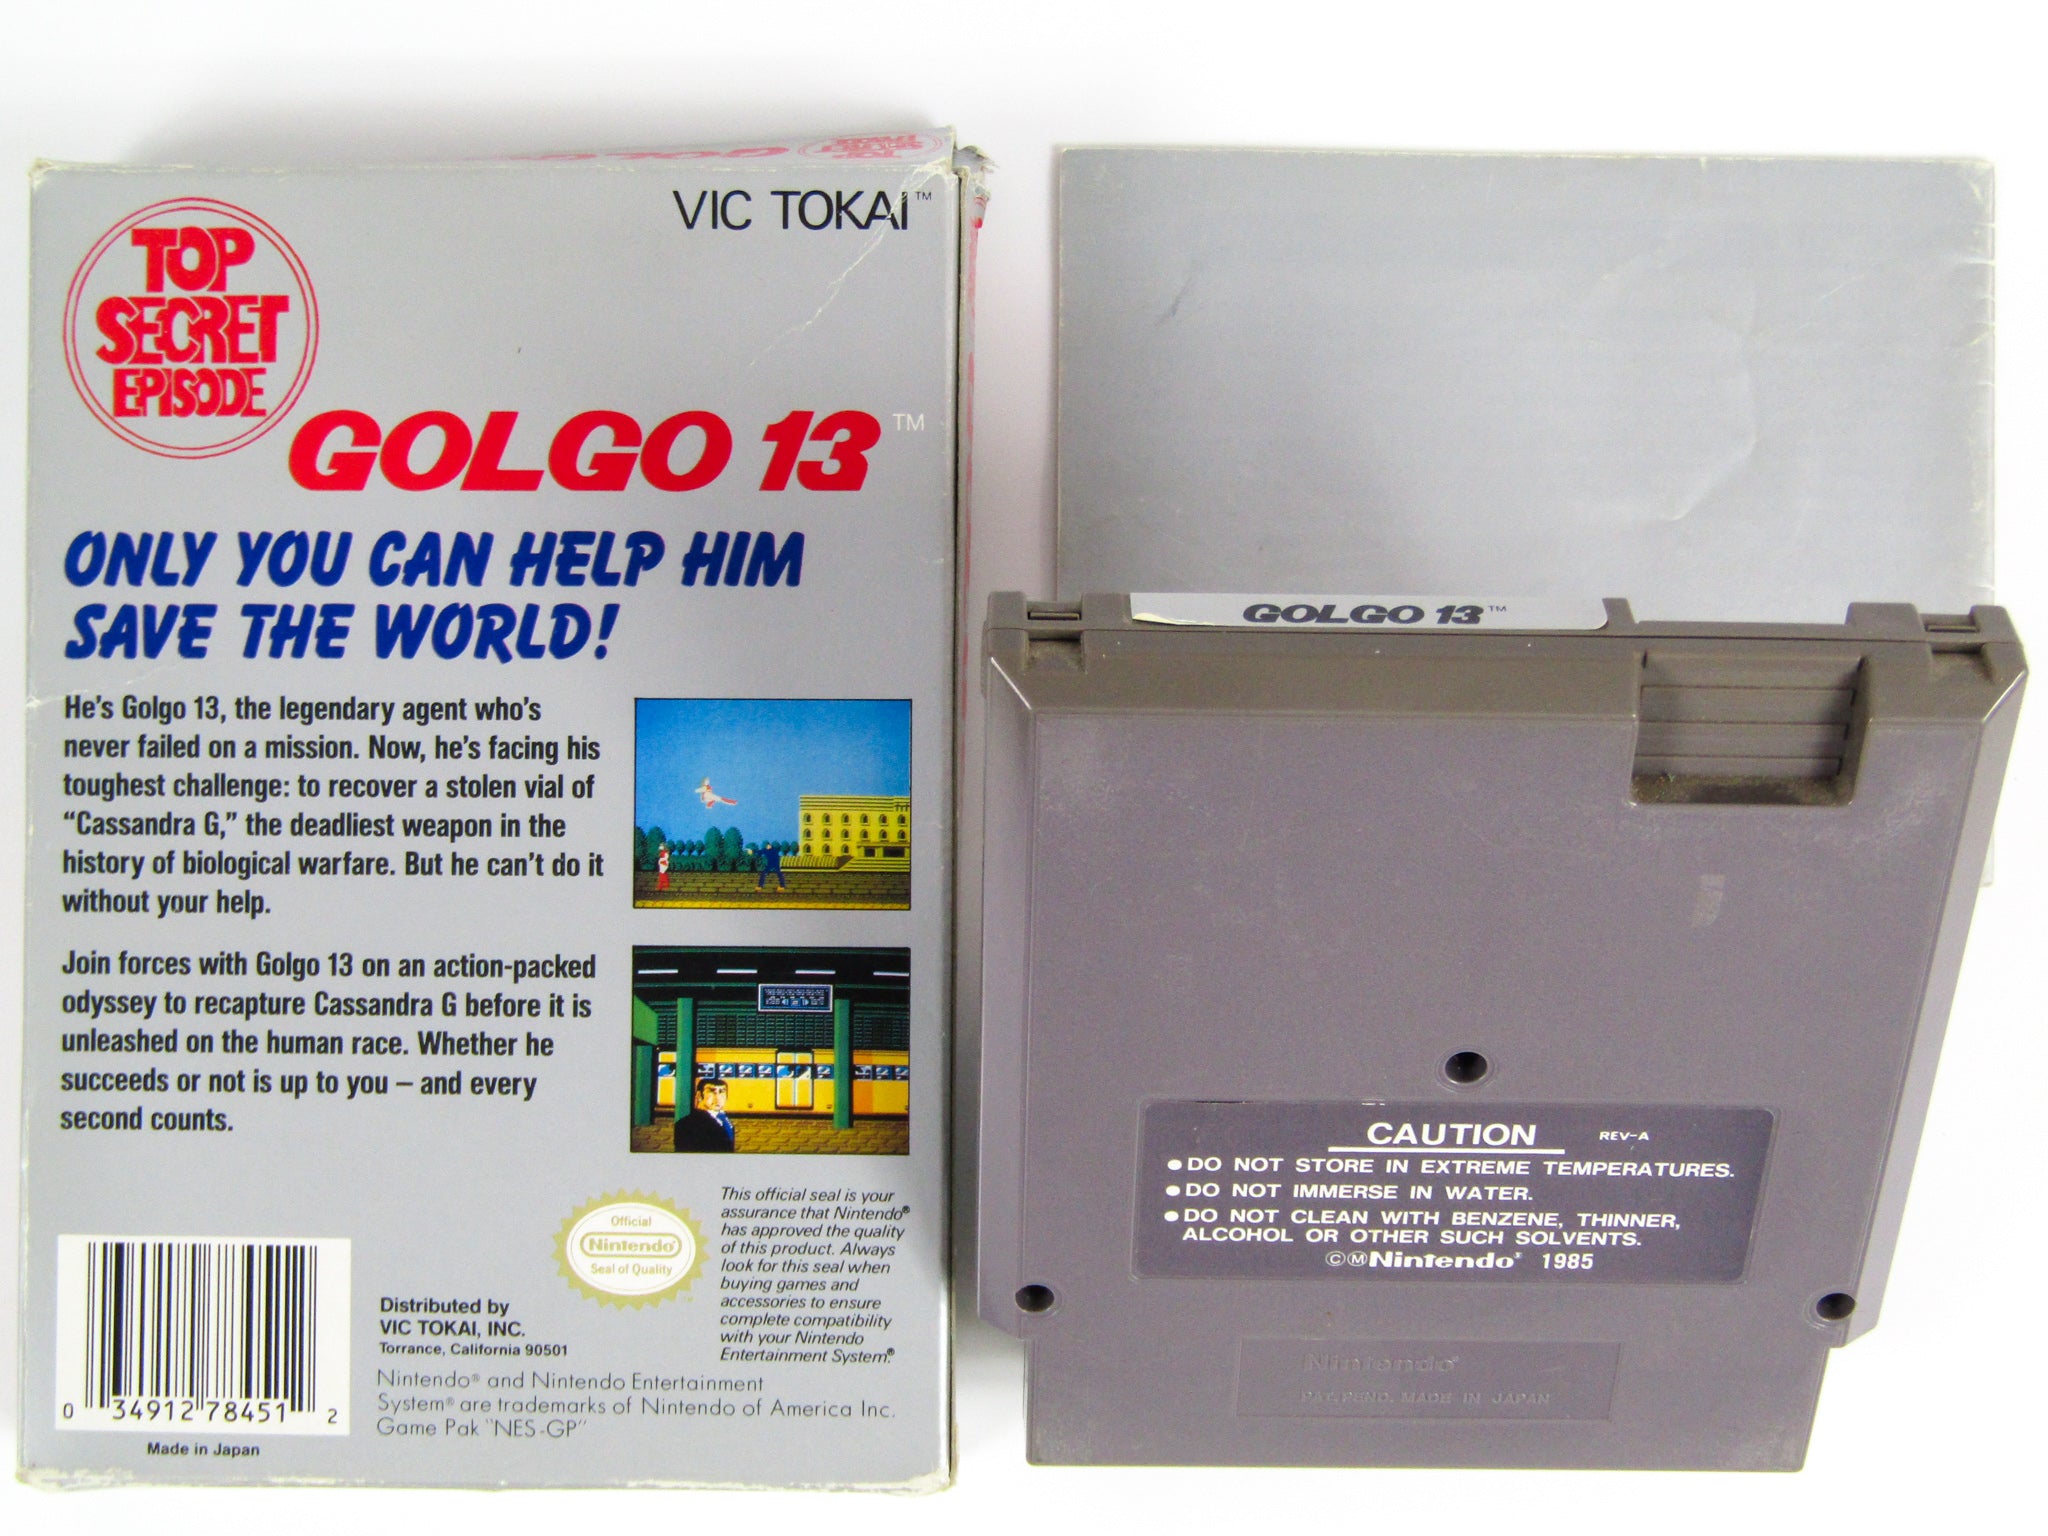 TOP SECRET EPISODE GOLGO
VIC TOKAI™
TOP
SECRET
EPISODE
GOLGO 13™
ONLY YOU CAN HELP HIM
SAVE THE WORLD!
He's Golgo 13, the legendary agent who's
never failed on a mission. Now, he's facing his
toughest challenge: to recover a stolen vial of
“Cassandra G,” the deadliest weapon in the
history of biological warfare. But he can't do it
without your help.
Join forces with Golgo 13 on an action-packed
odyssey to recapture Cassandra G before it is
unleashed on the human race. Whether he
succeeds or not is up to you – and every
second counts.
Official
Nintendo®
Seal of Quality
This official seal is your
assurance that Nintendo®
has approved the quality
of this product. Always
look for this seal when
buying games and
accessories to ensure
complete compatibility
with your Nintendo
Entertainment System.®
0 34912 78451 2
Made in Japan
Distributed by
VIC TOKAI, INC.
Torrance, California 90501
Nintendo® and Nintendo Entertainment
System® are trademarks of Nintendo of America Inc.
Game Pak "NES-GP"
GOLGO 13™
CAUTION REV-A
●DO NOT STORE IN EXTREME TEMPERATURES.
●DO NOT IMMERSE IN WATER.
●DO NOT CLEAN WITH BENZENE, THINNER,
ALCOHOL OR OTHER SUCH SOLVENTS.
©ⓂNintendo® 1985
Nintendo®
PAT. PEND. MADE IN JAPAN